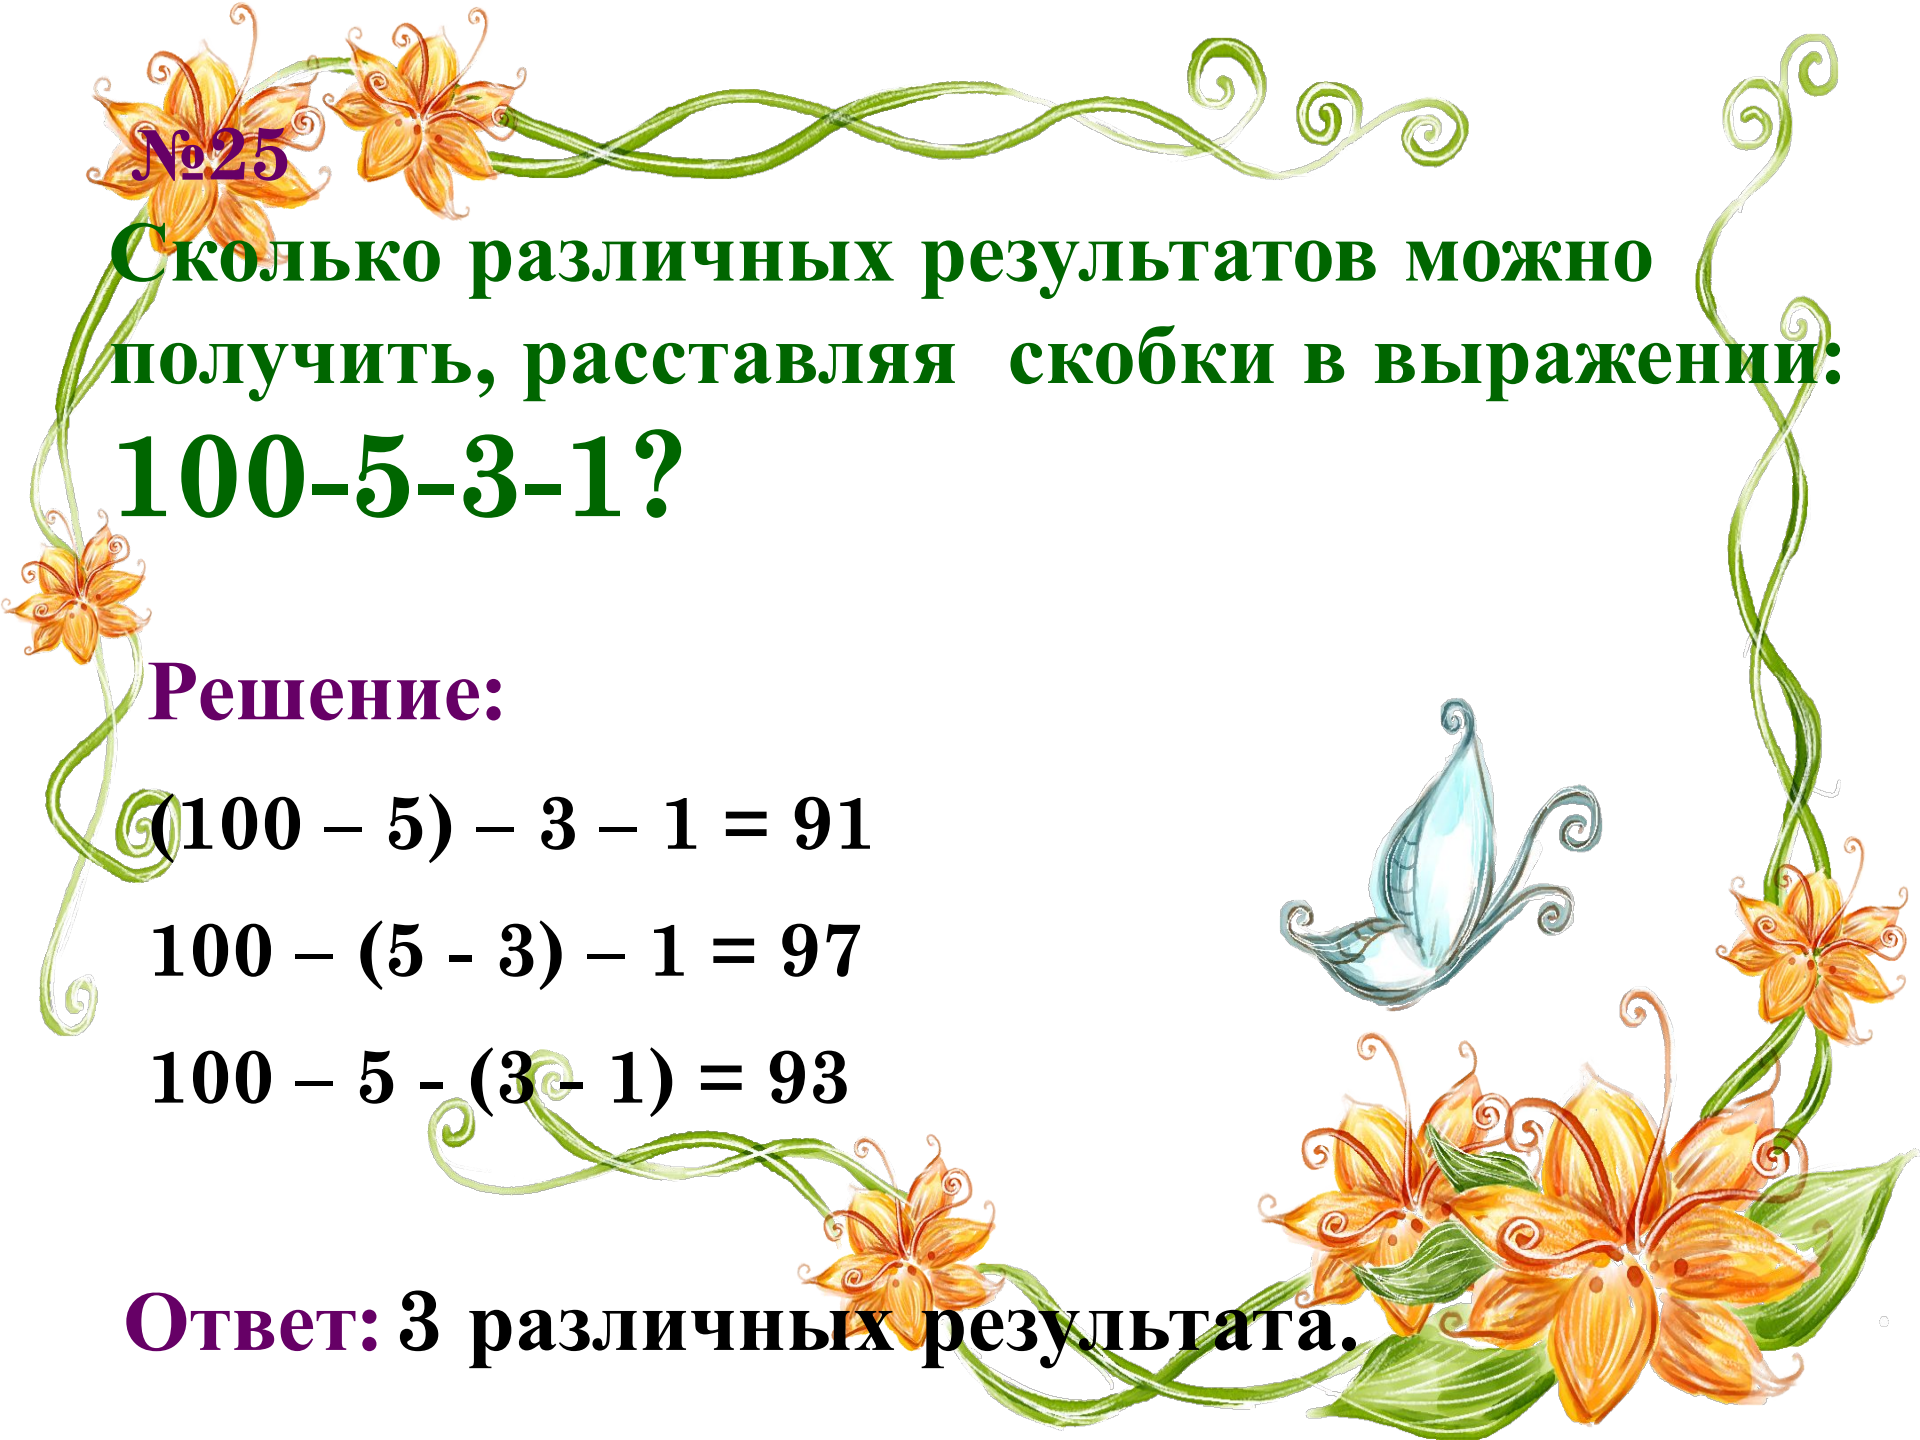 №25
Сколько различных результатов можно
получить, расставляя скобки в выражении:
100-5-3-1?
Решение:
(100 – 5) – 3 – 1 = 91
100 – (5 - 3) – 1 = 97
100 – 5 - (3 - 1) = 93
Ответ: 3 различных результата.